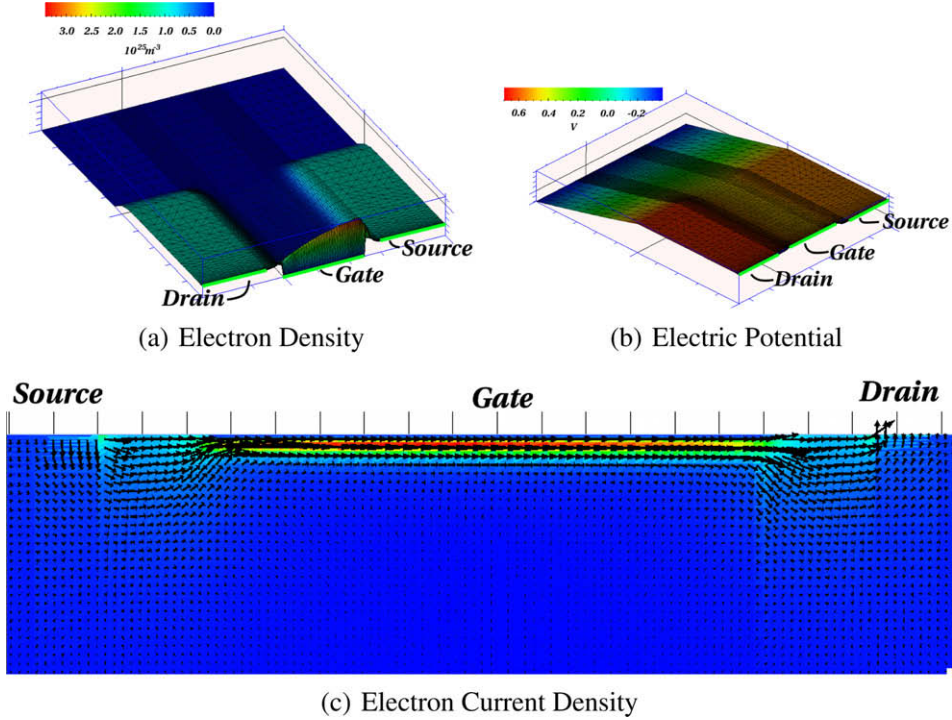 3.0 2.5 2.0 1.5 1.0 0.5 0.0
10²⁵m⁻³
Source
Gate
Drain
(a) Electron Density
0.6 0.4 0.2 0.0 -0.2
V
Source
Gate
Drain
(b) Electric Potential
Source Gate Drain
(c) Electron Current Density